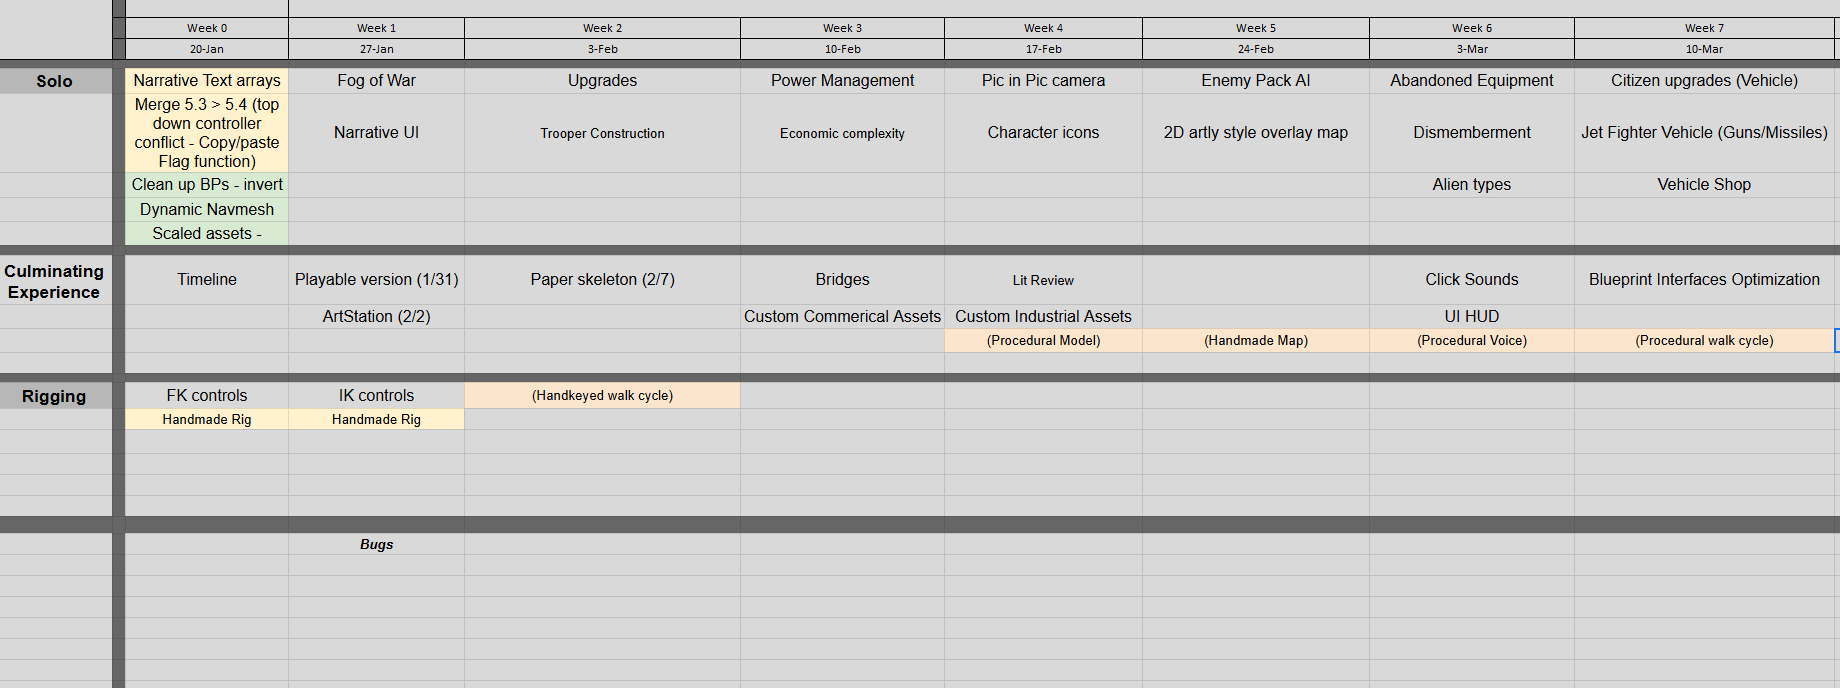 Week 0 Week 1 Week 2 Week 3 Week 4 Week 5 Week 6 Week 7
20-Jan 27-Jan 3-Feb 10-Feb 17-Feb 24-Feb 3-Mar 10-Mar
Solo Narrative Text arrays Fog of War Upgrades Power Management Pic in Pic camera Enemy Pack AI Abandoned Equipment Citizen upgrades (Vehicle)
Merge 5.3 > 5.4 (top
down controller
conflict - Copy/paste
Flag function)
Narrative UI Trooper Construction Economic complexity Character icons 2D artly style overlay map Dismemberment Jet Fighter Vehicle (Guns/Missiles)
Clean up BPs - invert Alien types Vehicle Shop
Dynamic Navmesh
Scaled assets -
Culminating
Experience
Timeline Playable version (1/31) Paper skeleton (2/7) Bridges Lit Review Click Sounds Blueprint Interfaces Optimization
ArtStation (2/2) Custom Commerical Assets Custom Industrial Assets UI HUD
(Procedural Model) (Handmade Map) (Procedural Voice) (Procedural walk cycle)
Rigging FK controls IK controls (Handkeyed walk cycle)
Handmade Rig Handmade Rig
Bugs